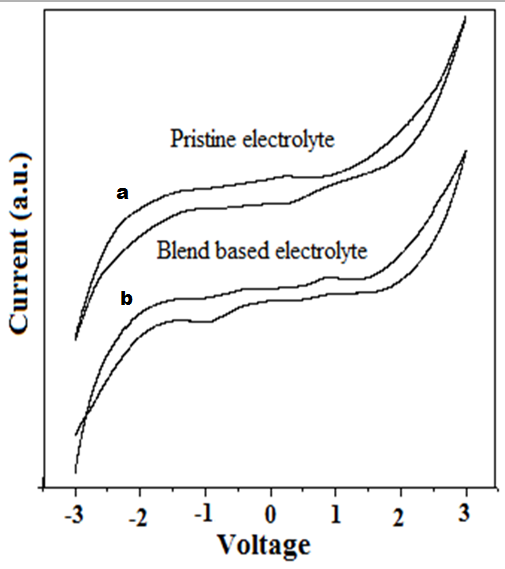 Pristine electrolyte
a
Blend based electrolyte
b
Current (a.u.)
-3 -2 -1 0 1 2 3
Voltage